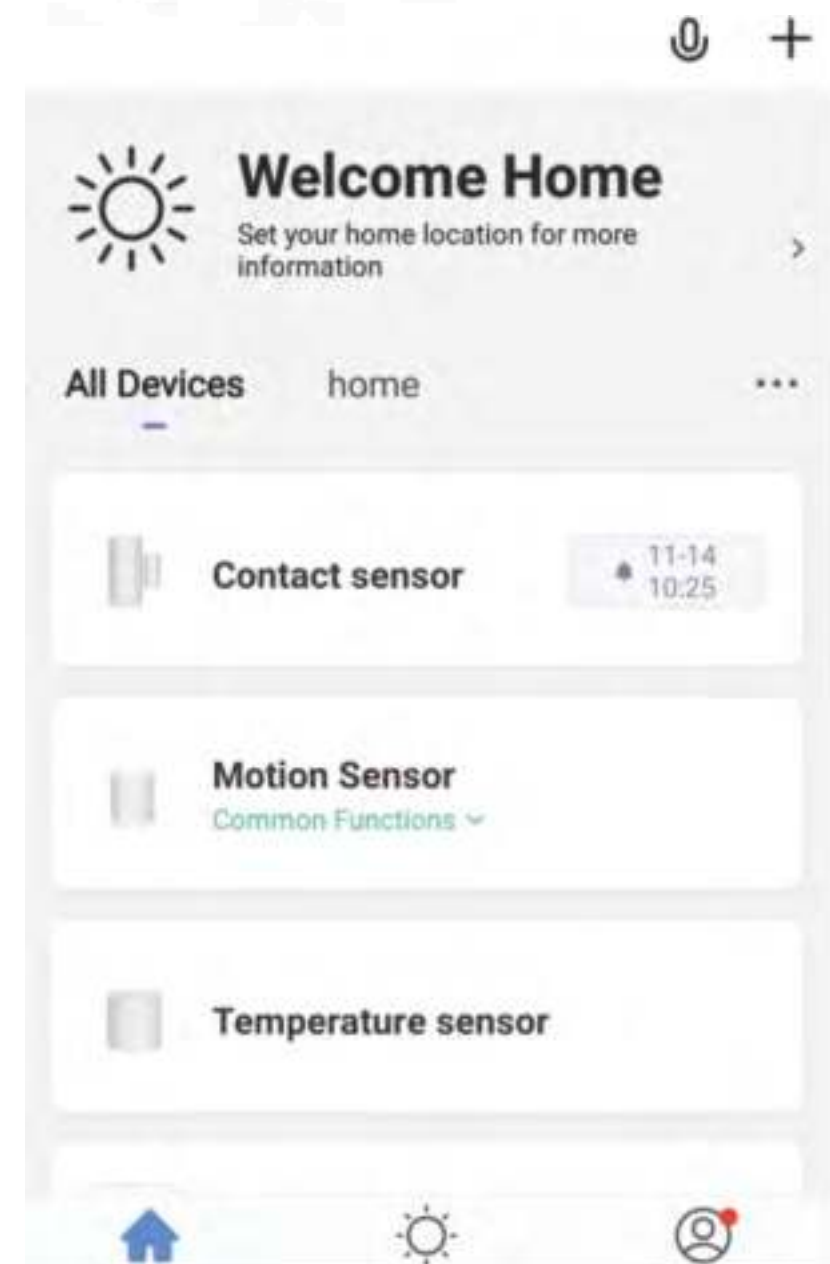 Welcome Home
Set your home location for more
information
All Devices
home
Contact sensor
11-14
10:25
Motion Sensor
Common Functions
Temperature sensor